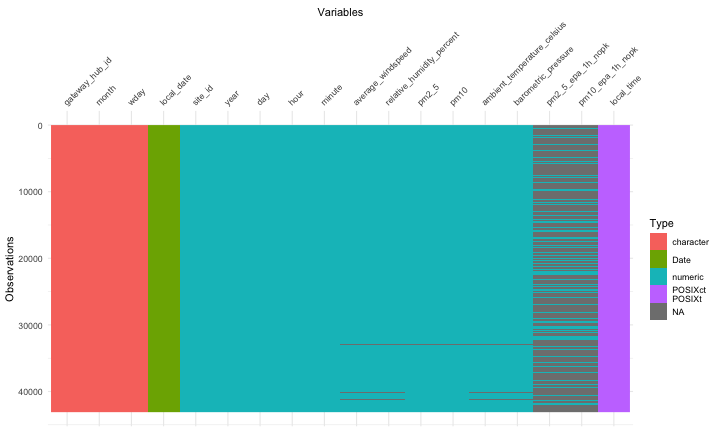 Variables
gateway_hub_id
month
wday
local_date
site_id
year
day
hour
minute
average_windspeed
relative_humidity_percent
pm2_5
pm10
ambient_temperature_celsius
barometric_pressure
pm2_5_epa_1h_nopk
pm10_epa_1h_nopk
local_time
Observations
0
10000
20000
30000
40000
Type
character
Date
numeric
POSIXct
POSIXt
NA